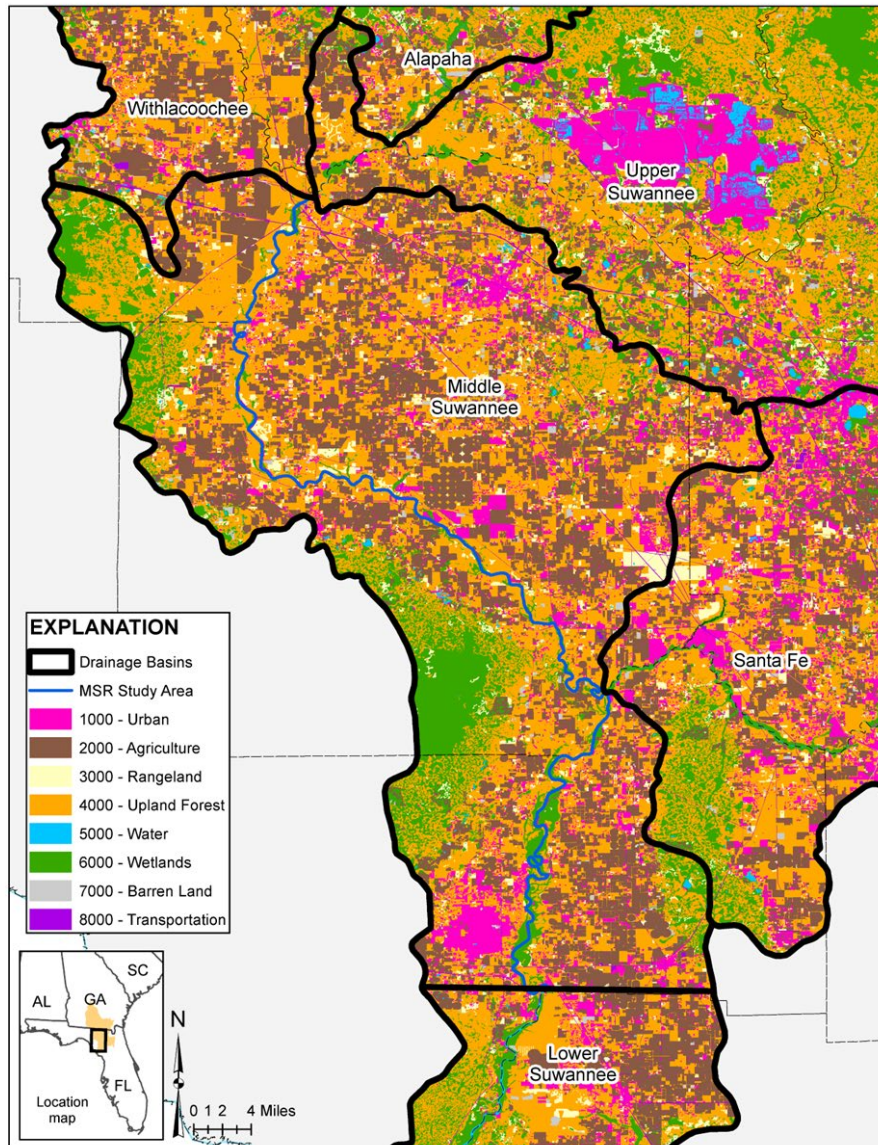 Alapaha
Withlacoochee
Upper
Suwannee
Middle
Suwannee
Santa Fe
Lower
Suwannee
EXPLANATION
Drainage Basins
MSR Study Area
1000 - Urban
2000 - Agriculture
3000 - Rangeland
4000 - Upland Forest
5000 - Water
6000 - Wetlands
7000 - Barren Land
8000 - Transportation
SC
AL
GA
FL
Location
map
N
0 1 2 4 Miles